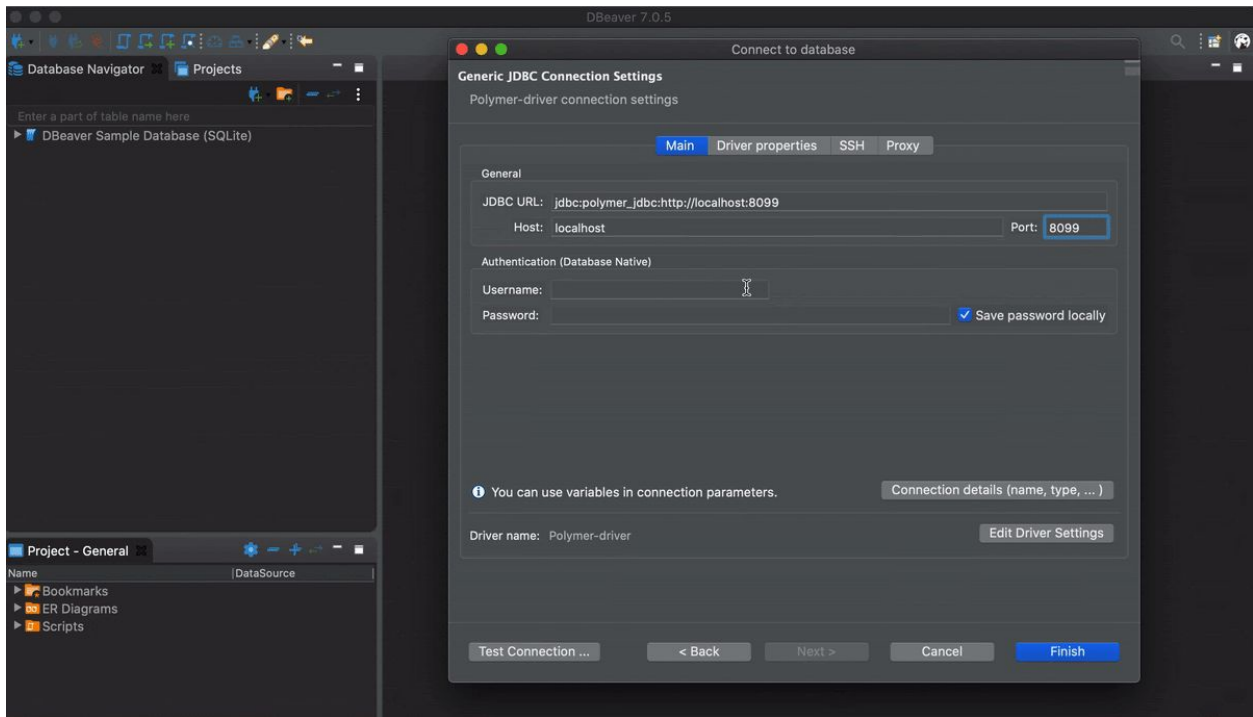 DBeaver 7.0.5
Database Navigator
Projects
Enter a part of table name here
DBeaver Sample Database (SQLite)
Project - General
Name
DataSource
Bookmarks
ER Diagrams
Scripts
Connect to database
Generic JDBC Connection Settings
Polymer-driver connection settings
Main
Driver properties
SSH
Proxy
General
JDBC URL: jdbc:polymer_jdbc:http://localhost:8099
Host: localhost
Port: 8099
Authentication (Database Native)
Username:
Password:
Save password locally
You can use variables in connection parameters.
Connection details (name, type, ... )
Driver name: Polymer-driver
Edit Driver Settings
Test Connection ...
< Back
Next >
Cancel
Finish